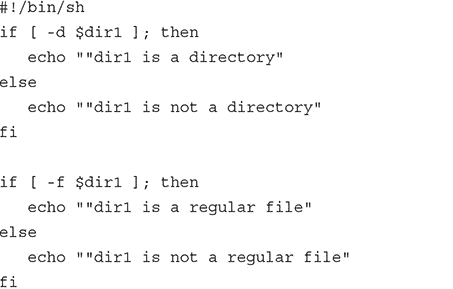 #!/bin/sh
if [ -d $dir1 ]; then
   echo ""dir1 is a directory"
else
   echo ""dir1 is not a directory"
fi

if [ -f $dir1 ]; then
   echo ""dir1 is a regular file"
else
   echo ""dir1 is not a regular file"
fi